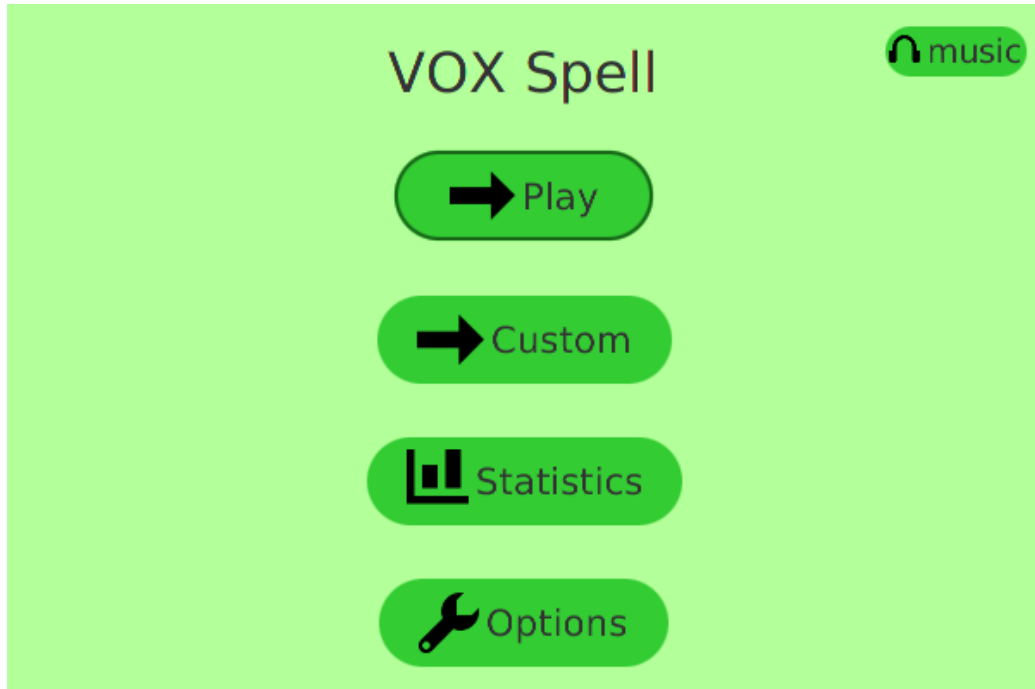 VOX Spell
music
Play
Custom
Statistics
Options